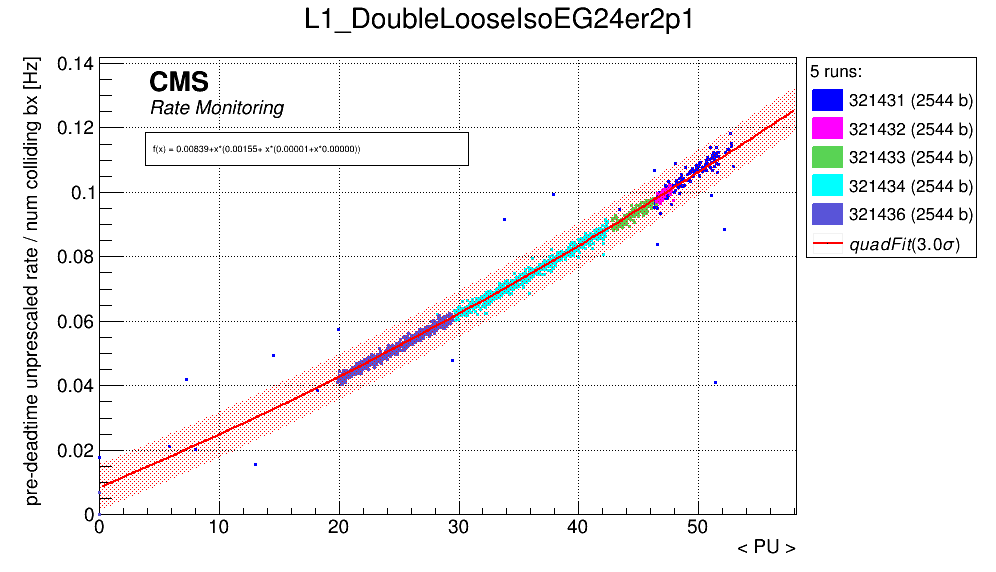 L1_DoubleLooseIsoEG24er2p1
pre-deadtime unprescaled rate / num colliding bx [Hz]
0.14
0.12
0.1
0.08
0.06
0.04
0.02
0
CMS
Rate Monitoring
f(x) = 0.00839+x*(0.00155+ x*(0.00001+x*0.00000))
0 10 20 30 40 50
< PU >
5 runs:
321431 (2544 b)
321432 (2544 b)
321433 (2544 b)
321434 (2544 b)
321436 (2544 b)
quadFit(3.0σ)